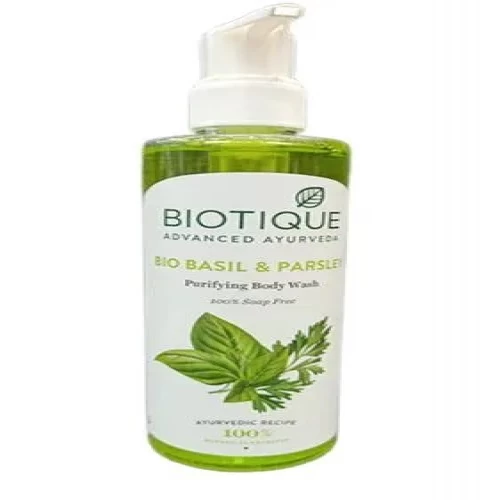 BIOTIQUE
ADVANCED AYURVEDA
BIO BASIL & PARSLEY
Purifying Body Wash
100% Soap Free
AYURVEDIC RECIPE
100%